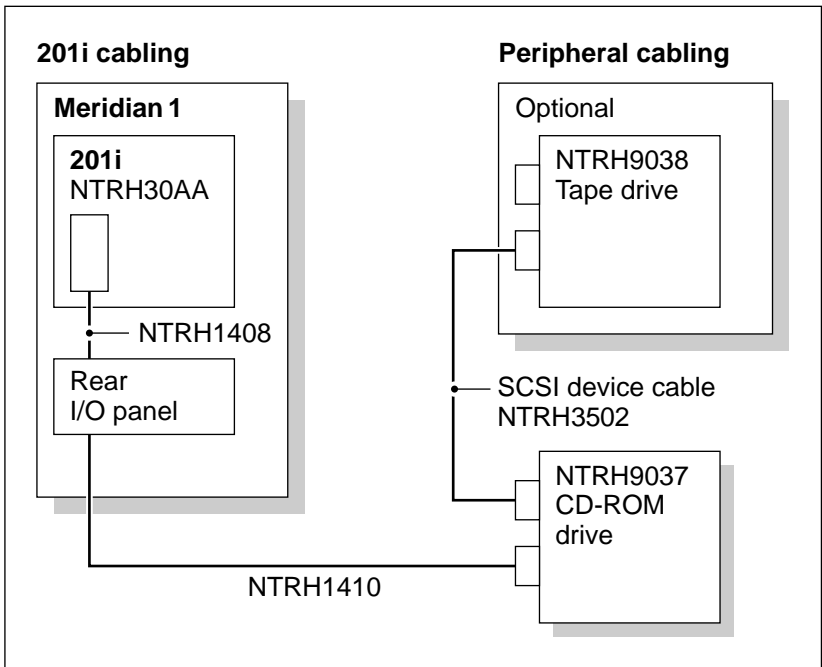 201i cabling
Meridian 1
201i
NTRH30AA
NTRH1408
Rear
I/O panel
NTRH1410
Peripheral cabling
Optional
NTRH9038
Tape drive
SCSI device cable
NTRH3502
NTRH9037
CD-ROM
drive